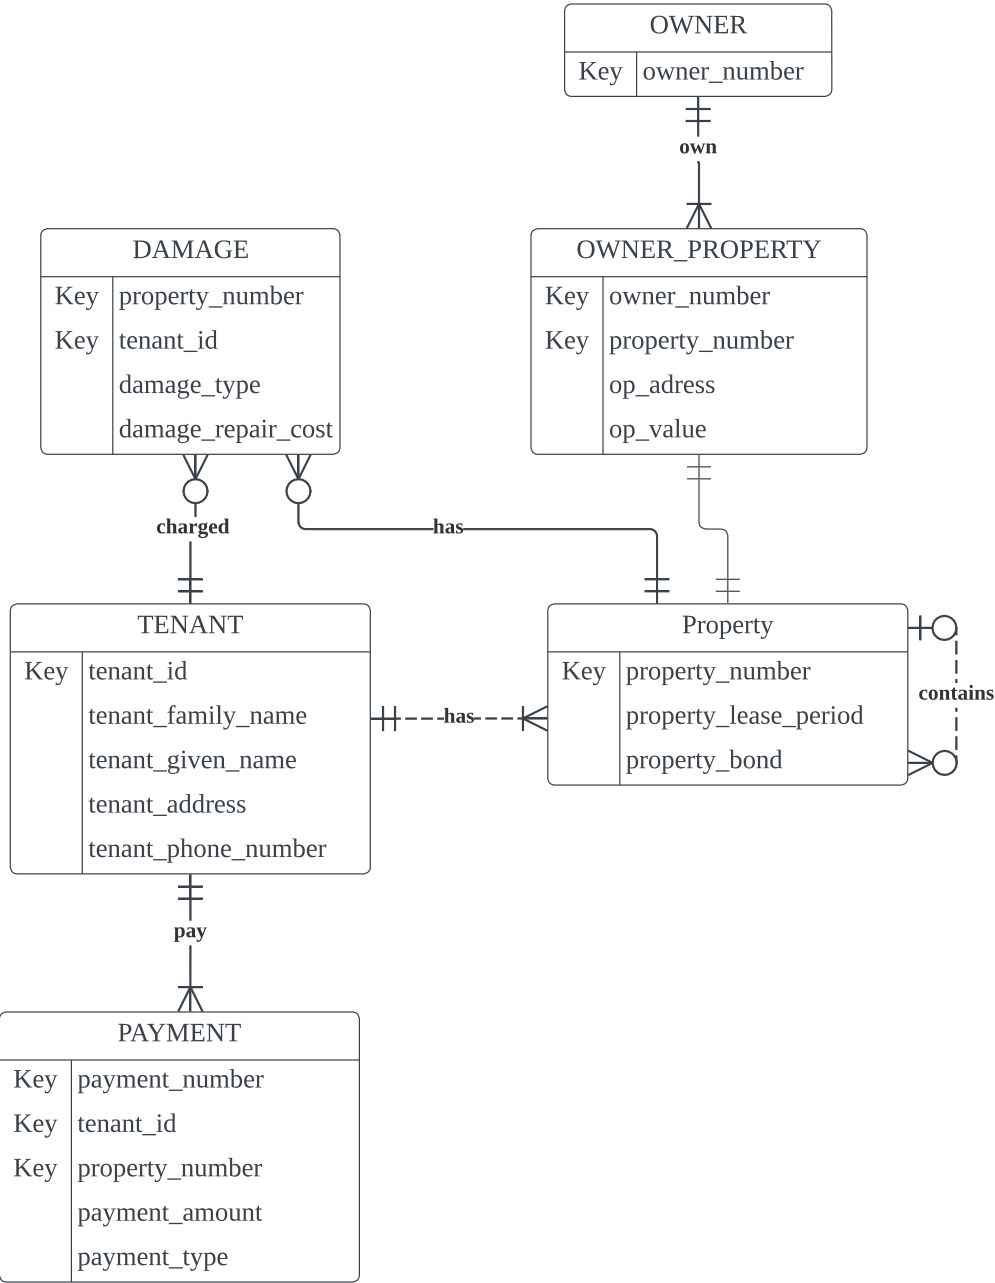 OWNER
Key owner_number
own
DAMAGE
Key property_number
Key tenant_id
damage_type
damage_repair_cost
OWNER_PROPERTY
Key owner_number
Key property_number
op_adress
op_value
charged
has
TENANT
Key tenant_id
tenant_family_name
tenant_given_name
tenant_address
tenant_phone_number
has
Property
Key property_number
property_lease_period
property_bond
contains
pay
PAYMENT
Key payment_number
Key tenant_id
Key property_number
payment_amount
payment_type